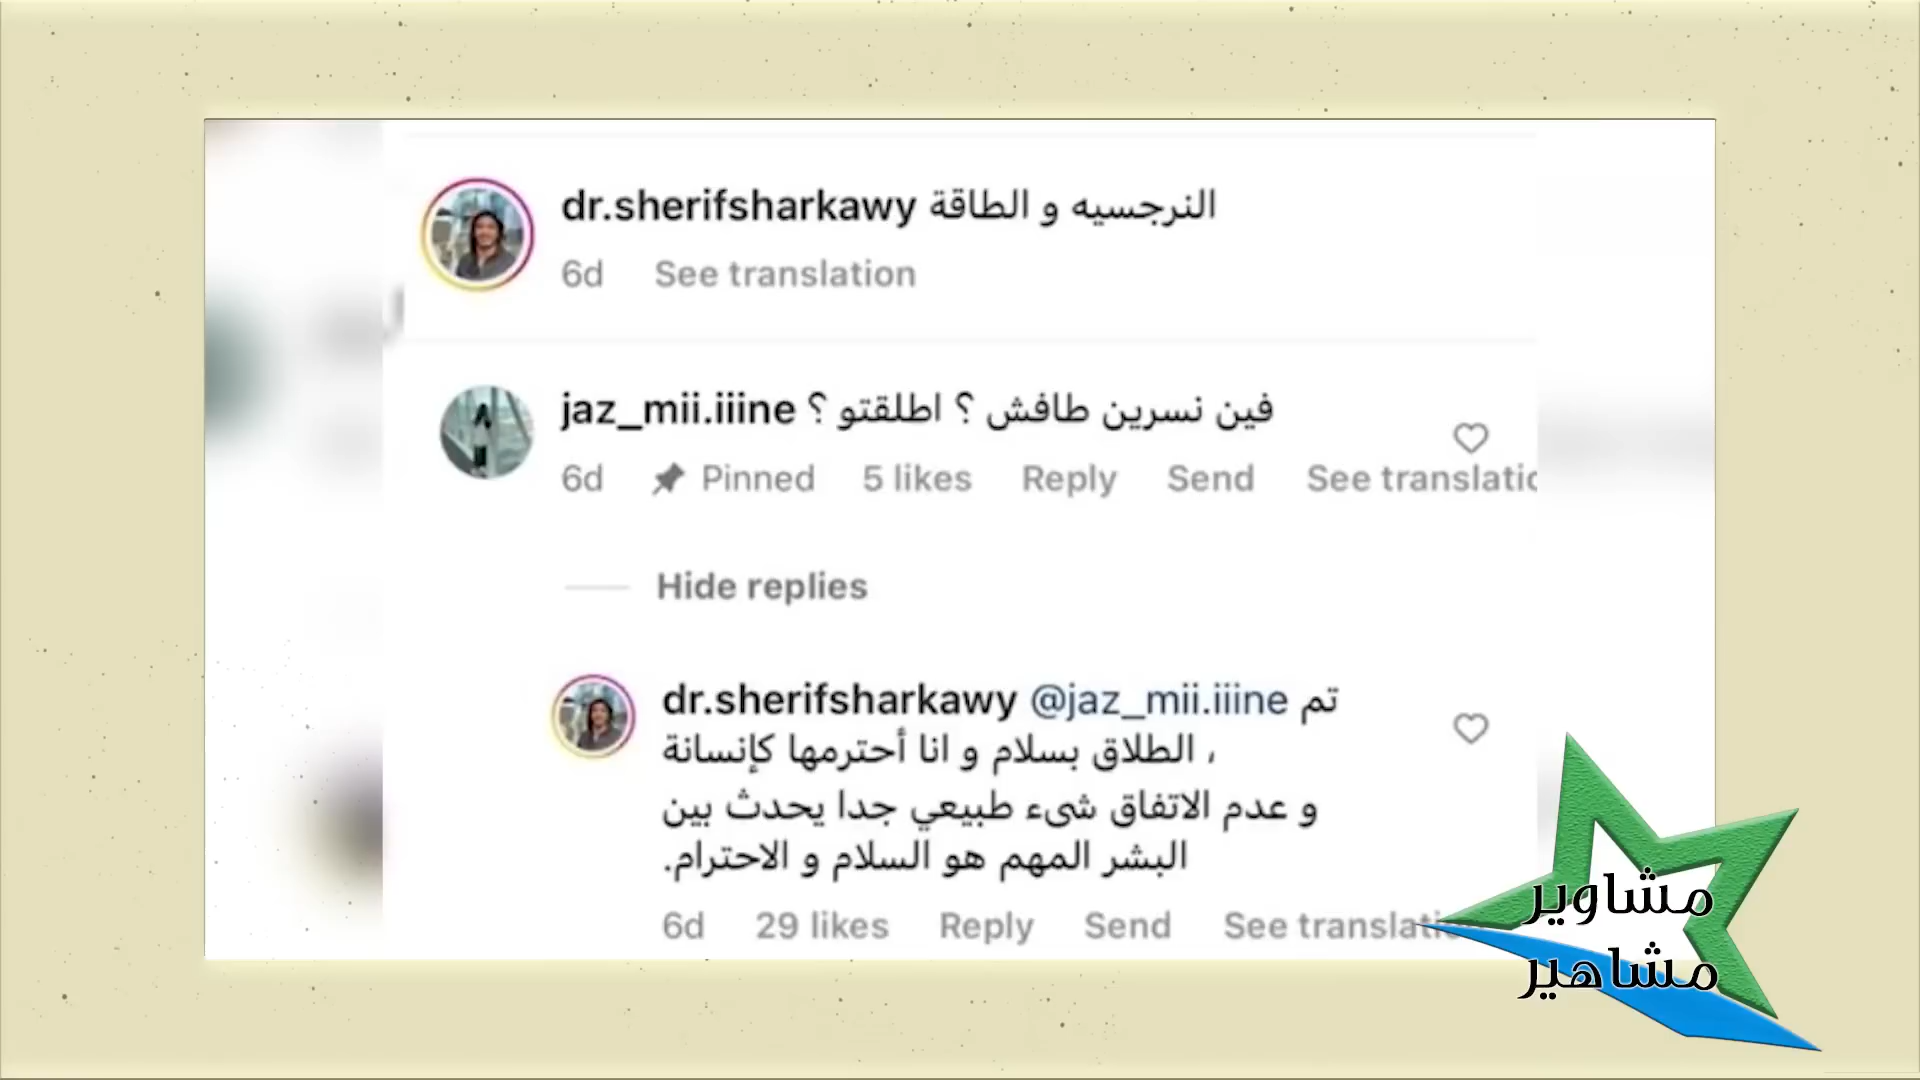 dr.sherifsharkawy النرجسيه و الطاقة
6d See translation
jaz_mii.iiine فين نسرين طافش ؟ اطلقتو ؟
6d Pinned 5 likes Reply Send See translatio
Hide replies
dr.sherifsharkawy @jaz_mii.iiine تم
، الطلاق بسلام و انا أحترمها كإنسانة
و عدم الاتفاق شىء طبيعي جدا يحدث بين
البشر المهم هو السلام و الاحترام.
6d 29 likes Reply Send See translati
مشاوير
مشاهير